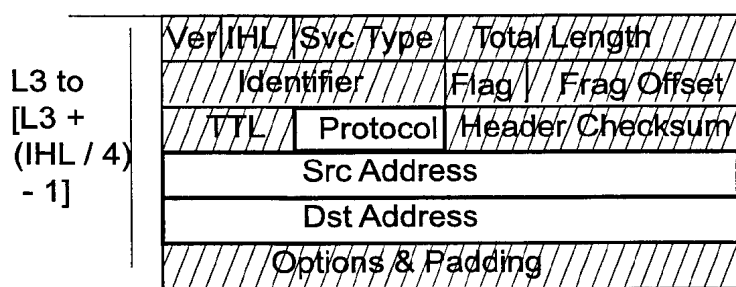 Ver IHL Svc Type Total Length
Identifier Flag Frag Offset
TTL Protocol Header Checksum
Src Address
Dst Address
Options & Padding
L3 to
[L3 +
(IHL / 4)
- 1]